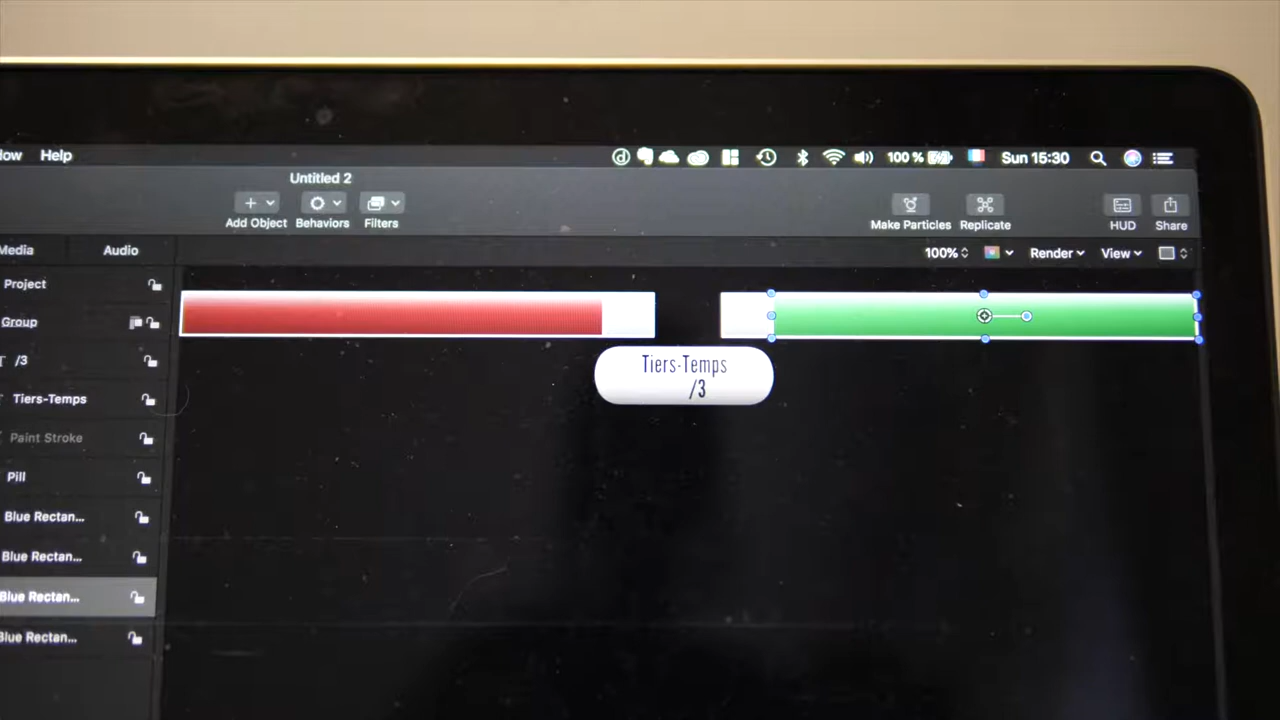 ow Help
100 % Sun 15:30
Untitled 2
Add Object Behaviors Filters Make Particles Replicate HUD Share
Media Audio 100% Render View
Project
Group
/3
Tiers-Temps
Paint Stroke
Pill
Blue Rectan...
Blue Rectan...
Blue Rectan...
Blue Rectan...
Tiers-Temps
/3